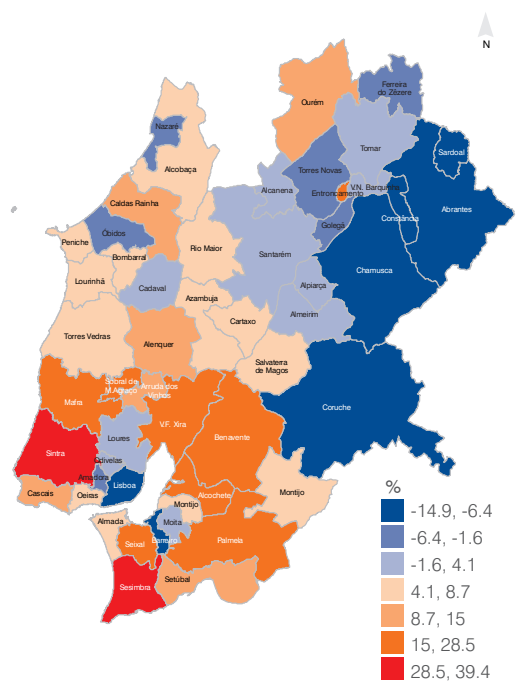 N
Ferreira
do Zêzere
Ourém
Nazaré
Tomar
Sardoal
Alcobaça
Torres Novas
Alcanena
V.N. Barquinha
Entroncamento
Caldas Rainha
Constância
Abrantes
Golegã
Óbidos
Peniche
Rio Maior
Bombarral
Santarém
Chamusca
Lourinhã
Cadaval
Alpiarça
Azambuja
Almeirim
Cartaxo
Torres Vedras
Alenquer
Salvaterra
de Magos
Sobral de
M.Agraço
Arruda dos
Vinhos
Mafra
Coruche
V.F. Xira
Benavente
Loures
Sintra
Odivelas
Amadora
Lisboa
Cascais
Oeiras
Alcochete
Montijo
Montijo
Almada
Moita
Barreiro
Seixal
Palmela
Setúbal
Sesimbra
%
-14.9, -6.4
-6.4, -1.6
-1.6, 4.1
4.1, 8.7
8.7, 15
15, 28.5
28.5, 39.4